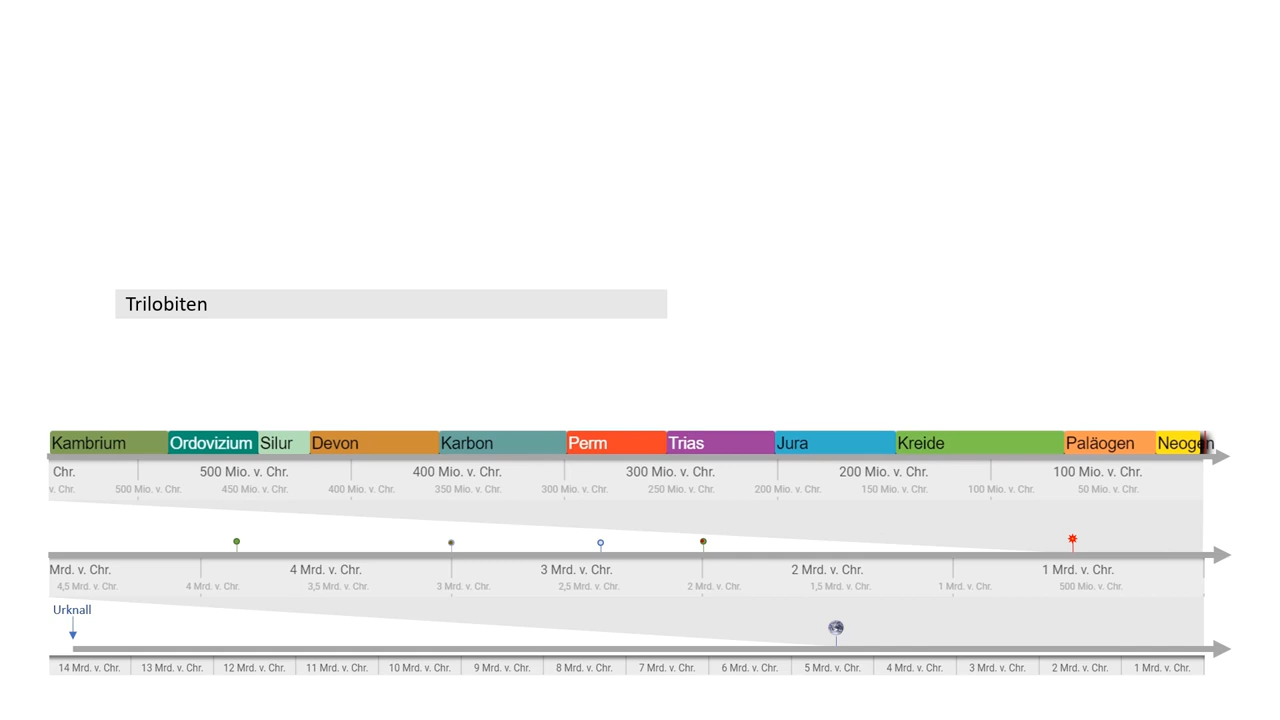 Trilobiten
Kambrium Ordovizium Silur Devon Karbon Perm Trias Jura Kreide Paläogen Neogen
Chr. 500 Mio. v. Chr. 400 Mio. v. Chr. 300 Mio. v. Chr. 200 Mio. v. Chr. 100 Mio. v. Chr.
v. Chr. 500 Mio. v. Chr. 450 Mio. v. Chr. 400 Mio. v. Chr. 350 Mio. v. Chr. 300 Mio. v. Chr. 250 Mio. v. Chr. 200 Mio. v. Chr. 150 Mio. v. Chr. 100 Mio. v. Chr. 50 Mio. v. Chr.
Mrd. v. Chr. 4 Mrd. v. Chr. 3 Mrd. v. Chr. 2 Mrd. v. Chr. 1 Mrd. v. Chr.
4,5 Mrd. v. Chr. 4 Mrd. v. Chr. 3,5 Mrd. v. Chr. 3 Mrd. v. Chr. 2,5 Mrd. v. Chr. 2 Mrd. v. Chr. 1,5 Mrd. v. Chr. 1 Mrd. v. Chr. 500 Mio. v. Chr.
Urknall
14 Mrd. v. Chr. 13 Mrd. v. Chr. 12 Mrd. v. Chr. 11 Mrd. v. Chr. 10 Mrd. v. Chr. 9 Mrd. v. Chr. 8 Mrd. v. Chr. 7 Mrd. v. Chr. 6 Mrd. v. Chr. 5 Mrd. v. Chr. 4 Mrd. v. Chr. 3 Mrd. v. Chr. 2 Mrd. v. Chr. 1 Mrd. v. Chr.